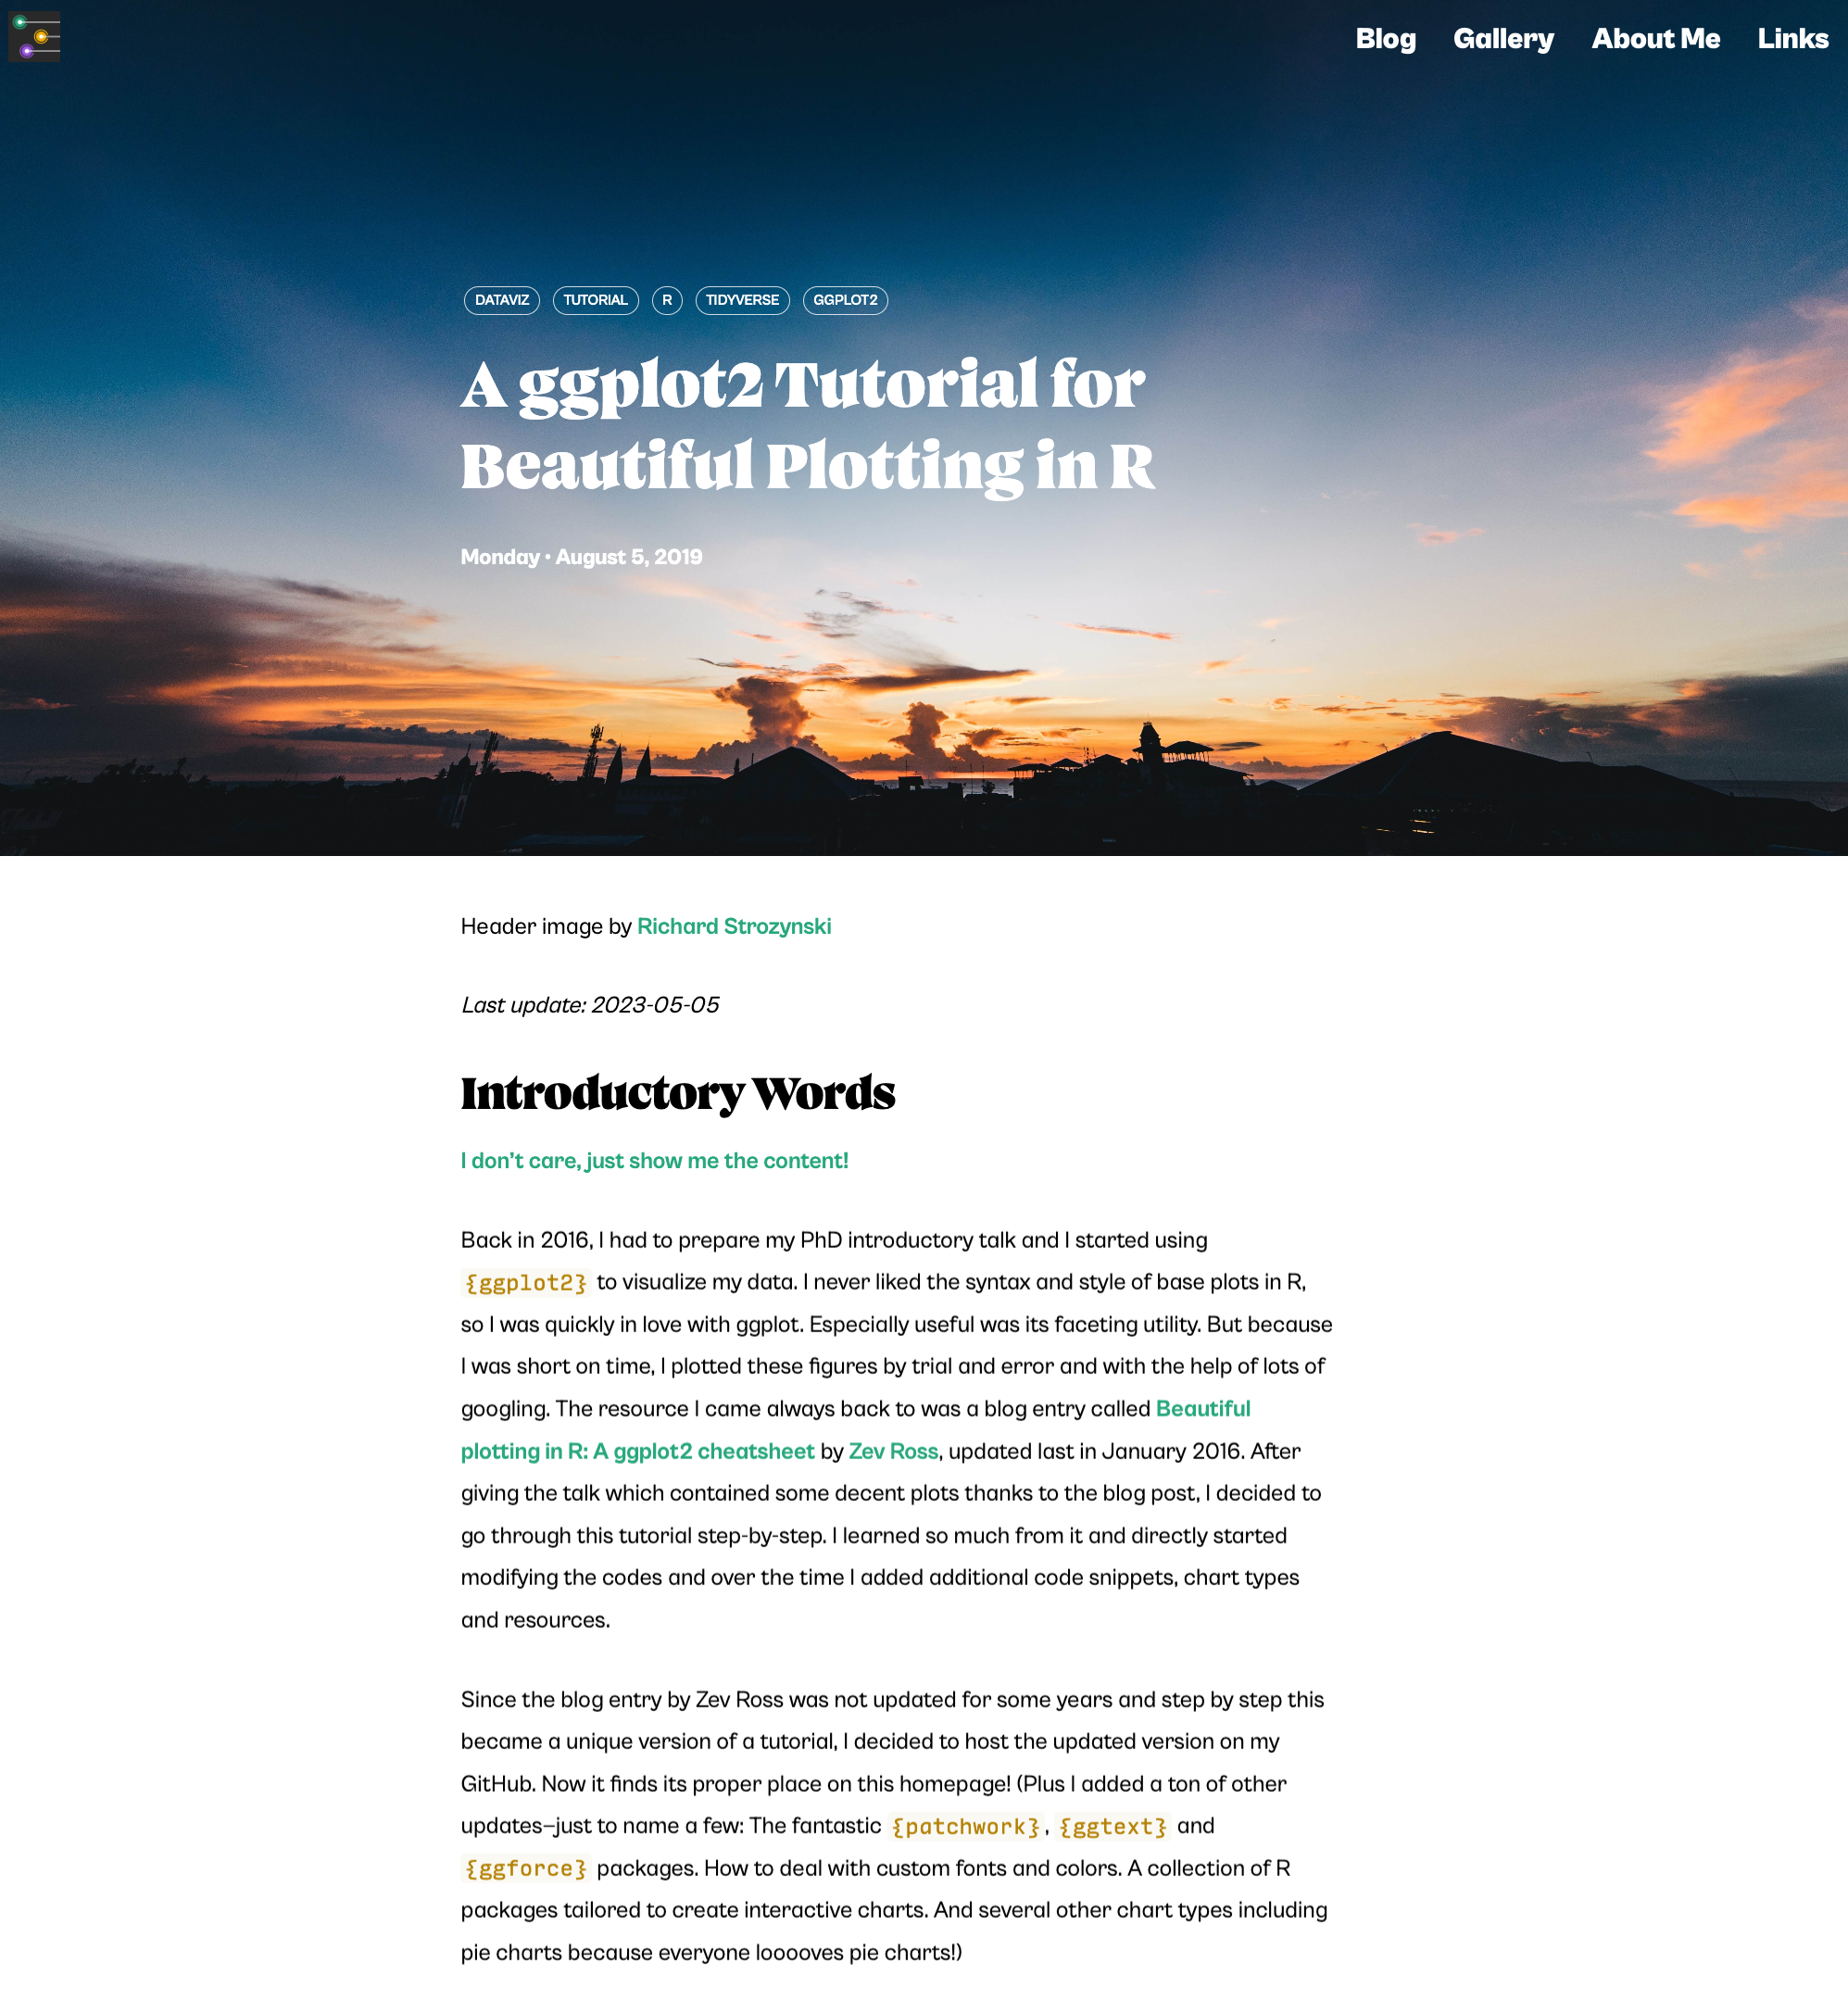 Blog Gallery About Me Links
DATAVIZ TUTORIAL R TIDYVERSE GGPLOT2
A ggplot2 Tutorial for
Beautiful Plotting in R
Monday • August 5, 2019
Header image by Richard Strozynski
Last update: 2023-05-05
Introductory Words
I don't care, just show me the content!
Back in 2016, I had to prepare my PhD introductory talk and I started using
{ggplot2} to visualize my data. I never liked the syntax and style of base plots in R,
so I was quickly in love with ggplot. Especially useful was its faceting utility. But because
I was short on time, I plotted these figures by trial and error and with the help of lots of
googling. The resource I came always back to was a blog entry called Beautiful
plotting in R: A ggplot2 cheatsheet by Zev Ross, updated last in January 2016. After
giving the talk which contained some decent plots thanks to the blog post, I decided to
go through this tutorial step-by-step. I learned so much from it and directly started
modifying the codes and over the time I added additional code snippets, chart types
and resources.
Since the blog entry by Zev Ross was not updated for some years and step by step this
became a unique version of a tutorial, I decided to host the updated version on my
GitHub. Now it finds its proper place on this homepage! (Plus I added a ton of other
updates–just to name a few: The fantastic {patchwork}, {ggtext} and
{ggforce} packages. How to deal with custom fonts and colors. A collection of R
packages tailored to create interactive charts. And several other chart types including
pie charts because everyone looooves pie charts!)